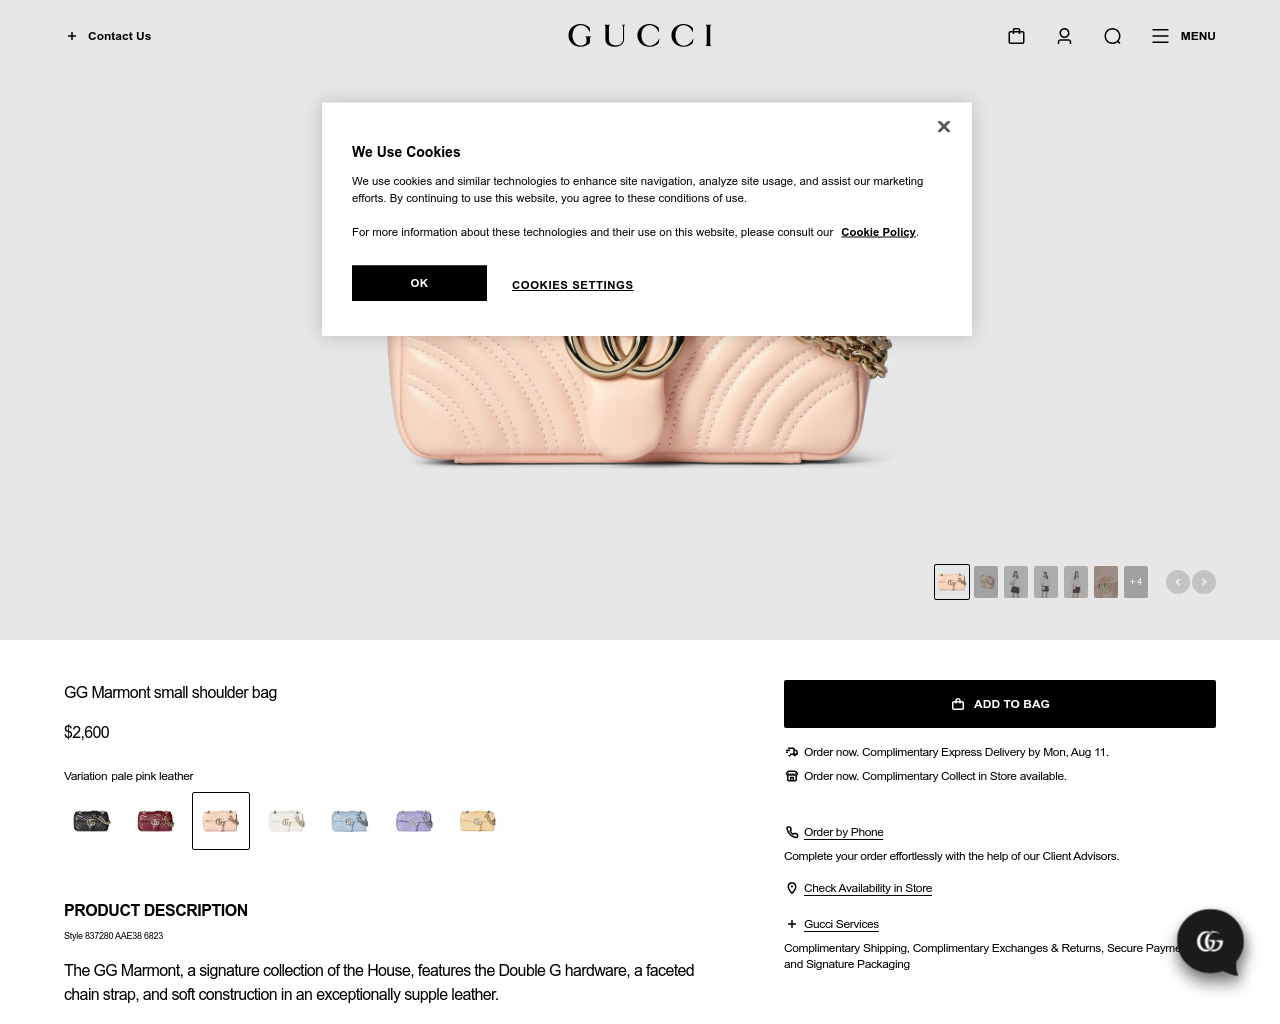 Contact Us
GUCCI
MENU
We Use Cookies
We use cookies and similar technologies to enhance site navigation, analyze site usage, and assist our marketing
efforts. By continuing to use this website, you agree to these conditions of use.
For more information about these technologies and their use on this website, please consult our Cookie Policy.
OK
COOKIES SETTINGS
+ 4
GG Marmont small shoulder bag
$2,600
Variation pale pink leather
PRODUCT DESCRIPTION
Style 837280 AAE38 6823
The GG Marmont, a signature collection of the House, features the Double G hardware, a faceted
chain strap, and soft construction in an exceptionally supple leather.
ADD TO BAG
Order now. Complimentary Express Delivery by Mon, Aug 11.
Order now. Complimentary Collect in Store available.
Order by Phone
Complete your order effortlessly with the help of our Client Advisors.
Check Availability in Store
Gucci Services
Complimentary Shipping, Complimentary Exchanges & Returns, Secure Payme
and Signature Packaging